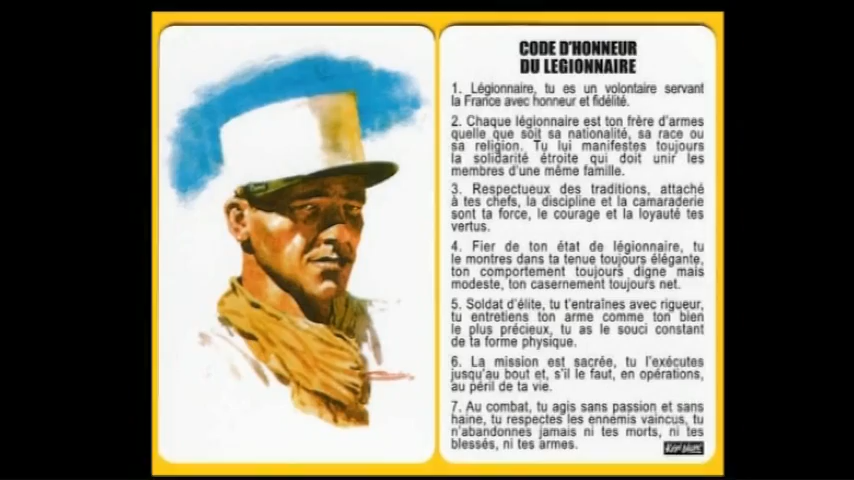 CODE D'HONNEUR
DU LEGIONNAIRE
1. Légionnaire, tu es un volontaire servant
la France avec honneur et fidélité.
2. Chaque légionnaire est ton frère d'armes
quelle que soit sa nationalité, sa race ou
sa religion. Tu lui manifestes toujours
la solidarité étroite qui doit unir les
membres d'une même famille.
3. Respectueux des traditions, attaché
à tes chefs, la discipline et la camaraderie
sont ta force, le courage et la loyauté tes
vertus.
4. Fier de ton état de légionnaire, tu
le montres dans ta tenue toujours élégante,
ton comportement toujours digne mais
modeste, ton casernement toujours net.
5. Soldat d'élite, tu t'entraînes avec rigueur,
tu entretiens ton arme comme ton bien
le plus précieux, tu as le souci constant
de ta forme physique.
6. La mission est sacrée, tu l'exécutes
jusqu'au bout et, s'il le faut, en opérations,
au péril de ta vie.
7. Au combat, tu agis sans passion et sans
haine, tu respectes les ennemis vaincus, tu
n'abandonnes jamais ni tes morts, ni tes
blessés, ni tes armes.
Képi blanc